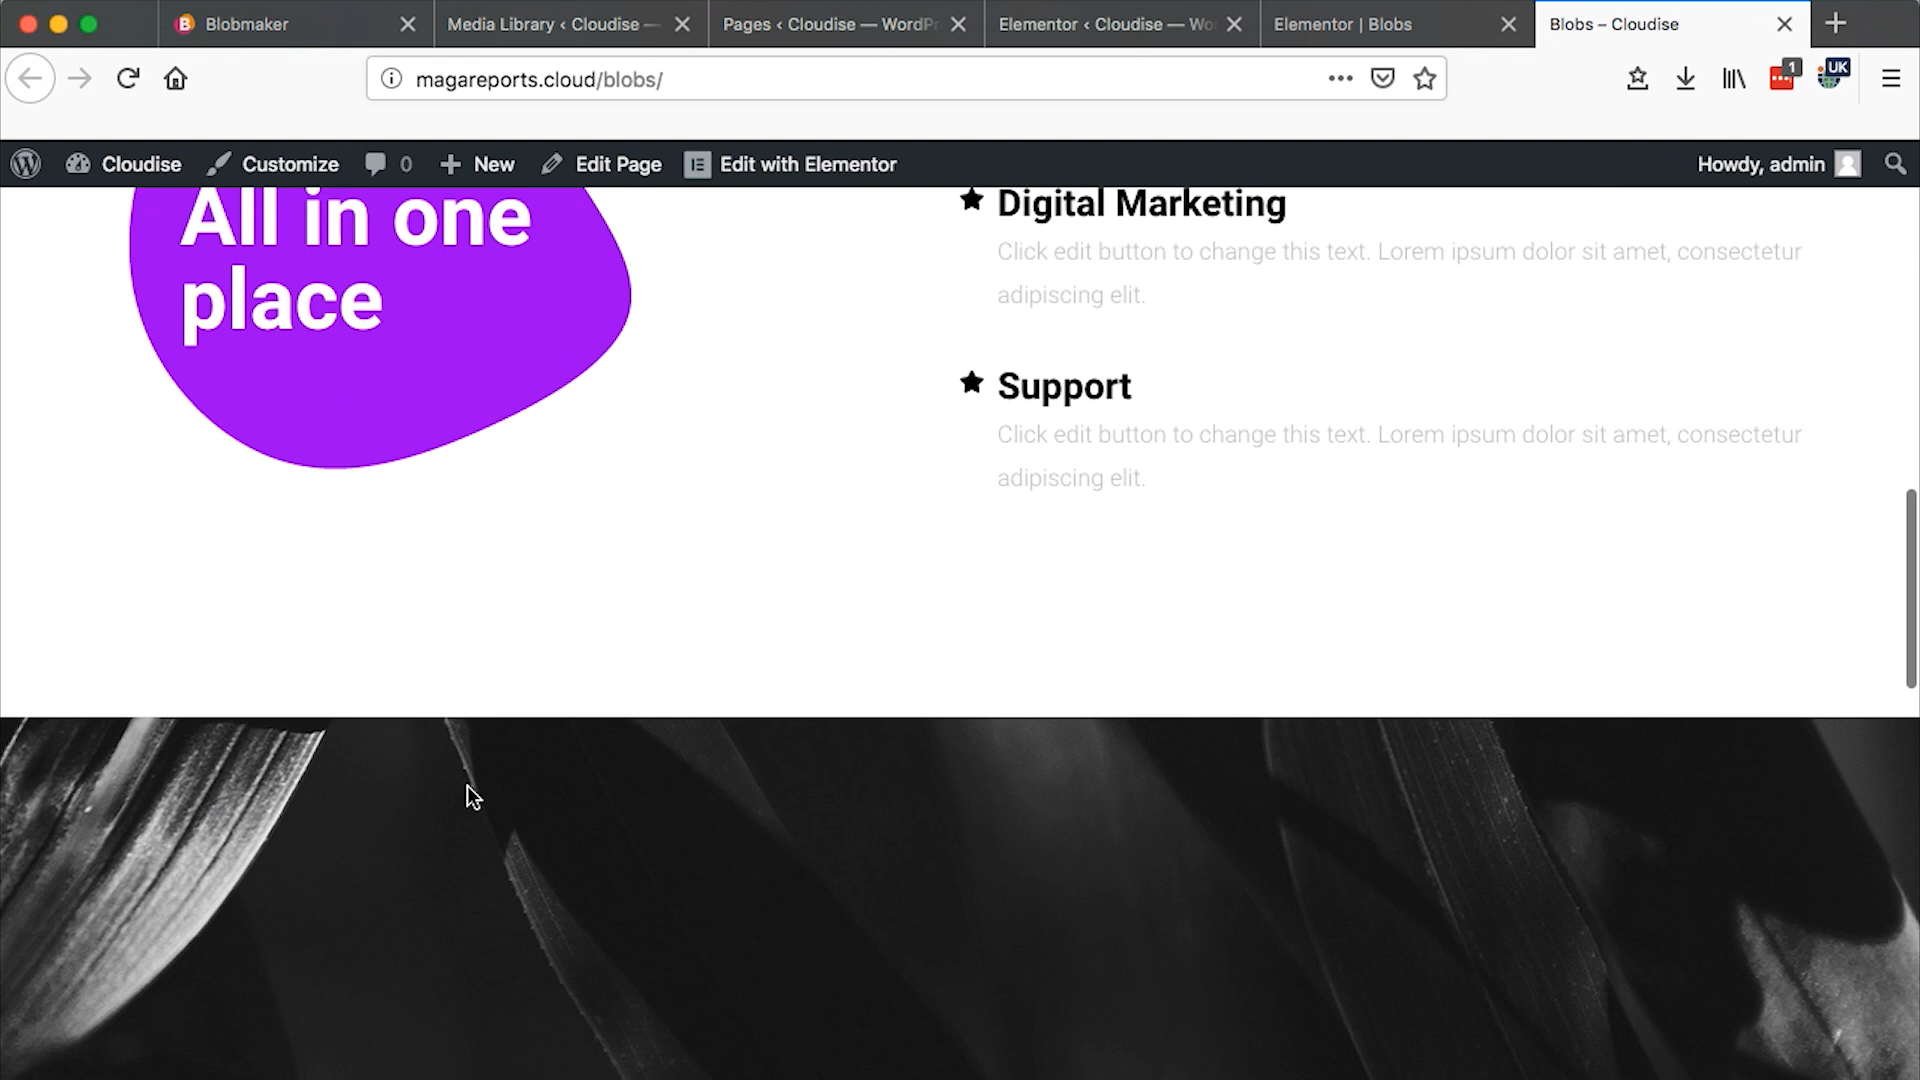 Blobmaker
Media Library ‹ Cloudise —
Pages ‹ Cloudise — WordPr
Elementor ‹ Cloudise — Wo
Elementor | Blobs
Blobs – Cloudise
magareports.cloud/blobs/
1
UK
Cloudise
Customize
0
New
Edit Page
Edit with Elementor
Howdy, admin
All in one
place
Digital Marketing
Click edit button to change this text. Lorem ipsum dolor sit amet, consectetur
adipiscing elit.
Support
Click edit button to change this text. Lorem ipsum dolor sit amet, consectetur
adipiscing elit.